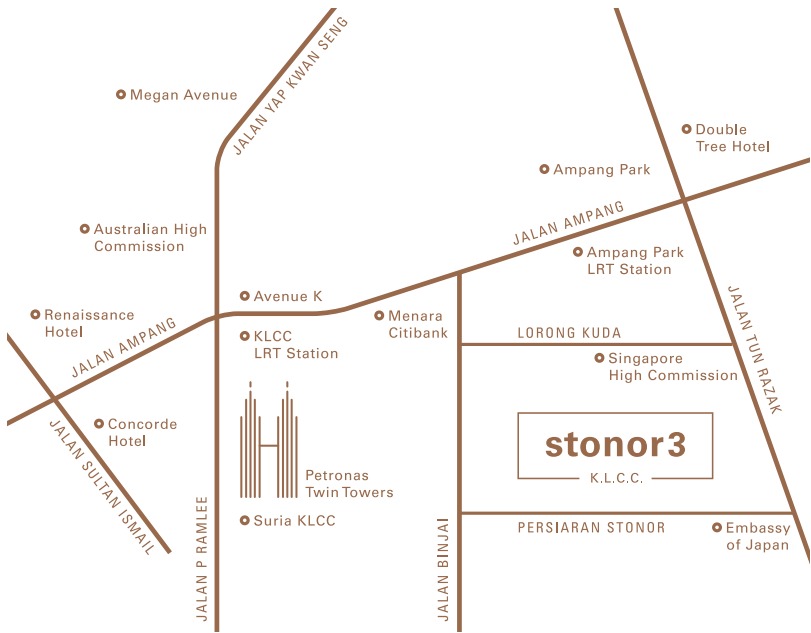 JALAN YAP KWAN SENG
Megan Avenue
Double
Tree Hotel
Ampang Park
JALAN AMPANG
Australian High
Commission
Ampang Park
LRT Station
Avenue K
Renaissance
Hotel
JALAN AMPANG
KLCC
LRT Station
Menara
Citibank
LORONG KUDA
JALAN TUN RAZAK
Singapore
High Commission
Concorde
Hotel
JALAN SULTAN ISMAIL
stonor3
K.L.C.C.
Petronas
Twin Towers
Suria KLCC
JALAN P RAMLEE
JALAN BINJAI
PERSIARAN STONOR
Embassy
of Japan